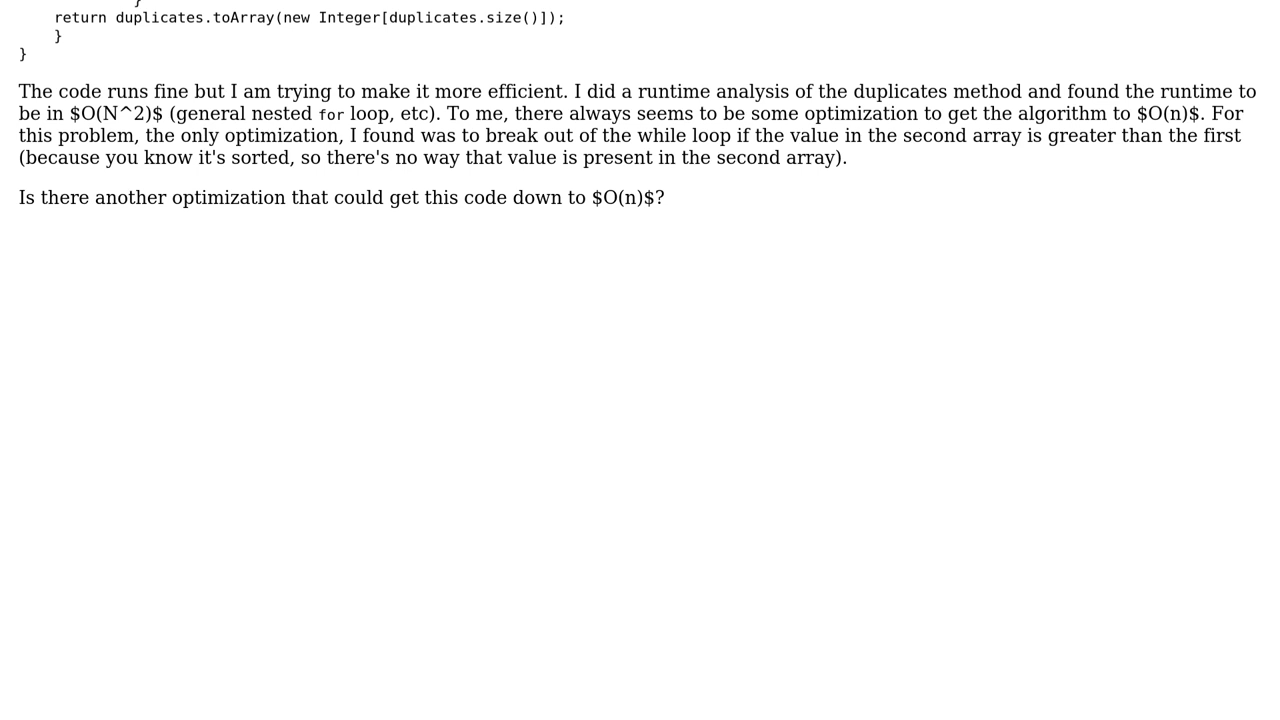 }
return duplicates.toArray(new Integer[duplicates.size()]);
}
}
The code runs fine but I am trying to make it more efficient. I did a runtime analysis of the duplicates method and found the runtime to
be in $O(N^2)$ (general nested for loop, etc). To me, there always seems to be some optimization to get the algorithm to $O(n)$. For
this problem, the only optimization, I found was to break out of the while loop if the value in the second array is greater than the first
(because you know it's sorted, so there's no way that value is present in the second array).
Is there another optimization that could get this code down to $O(n)$?